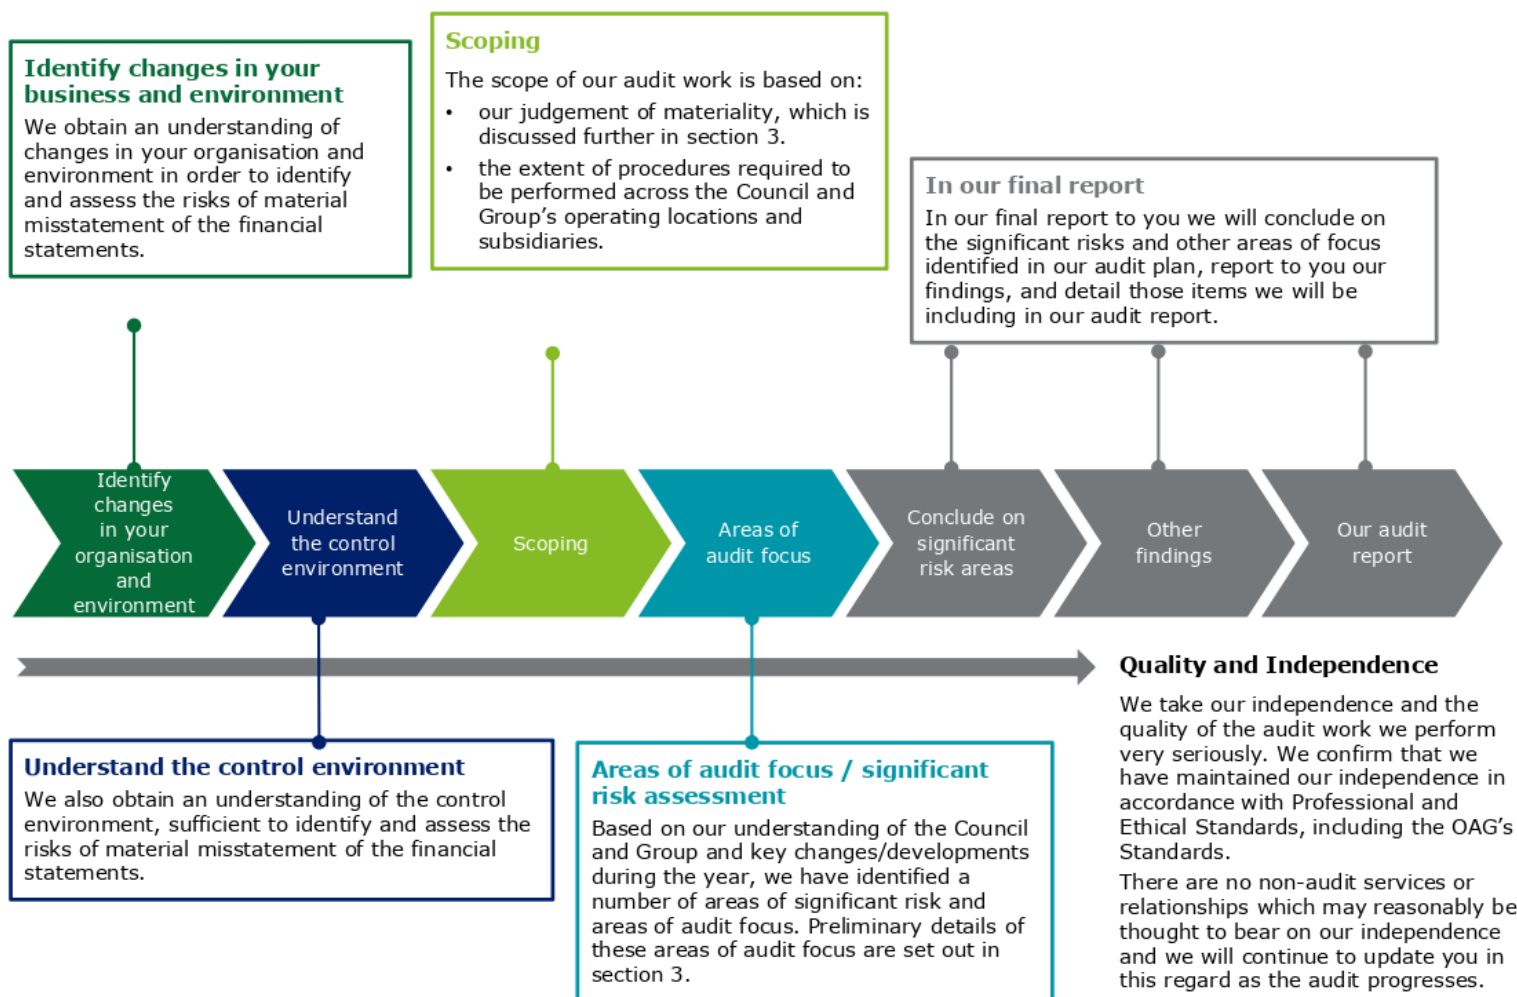 Identify changes in your
business and environment
We obtain an understanding of
changes in your organisation and
environment in order to identify
and assess the risks of material
misstatement of the financial
statements.
Scoping
The scope of our audit work is based on:
• our judgement of materiality, which is
discussed further in section 3.
• the extent of procedures required to
be performed across the Council and
Group’s operating locations and
subsidiaries.
In our final report
In our final report to you we will conclude on
the significant risks and other areas of focus
identified in our audit plan, report to you our
findings, and detail those items we will be
including in our audit report.
Identify
changes
in your
organisation
and
environment
Understand
the control
environment
Scoping
Areas of
audit focus
Conclude on
significant
risk areas
Other
findings
Our audit
report
Understand the control environment
We also obtain an understanding of the control
environment, sufficient to identify and assess the
risks of material misstatement of the financial
statements.
Areas of audit focus / significant
risk assessment
Based on our understanding of the Council
and Group and key changes/developments
during the year, we have identified a
number of areas of significant risk and
areas of audit focus. Preliminary details of
these areas of audit focus are set out in
section 3.
Quality and Independence
We take our independence and the
quality of the audit work we perform
very seriously. We confirm that we
have maintained our independence in
accordance with Professional and
Ethical Standards, including the OAG’s
Standards.
There are no non-audit services or
relationships which may reasonably be
thought to bear on our independence
and we will continue to update you in
this regard as the audit progresses.